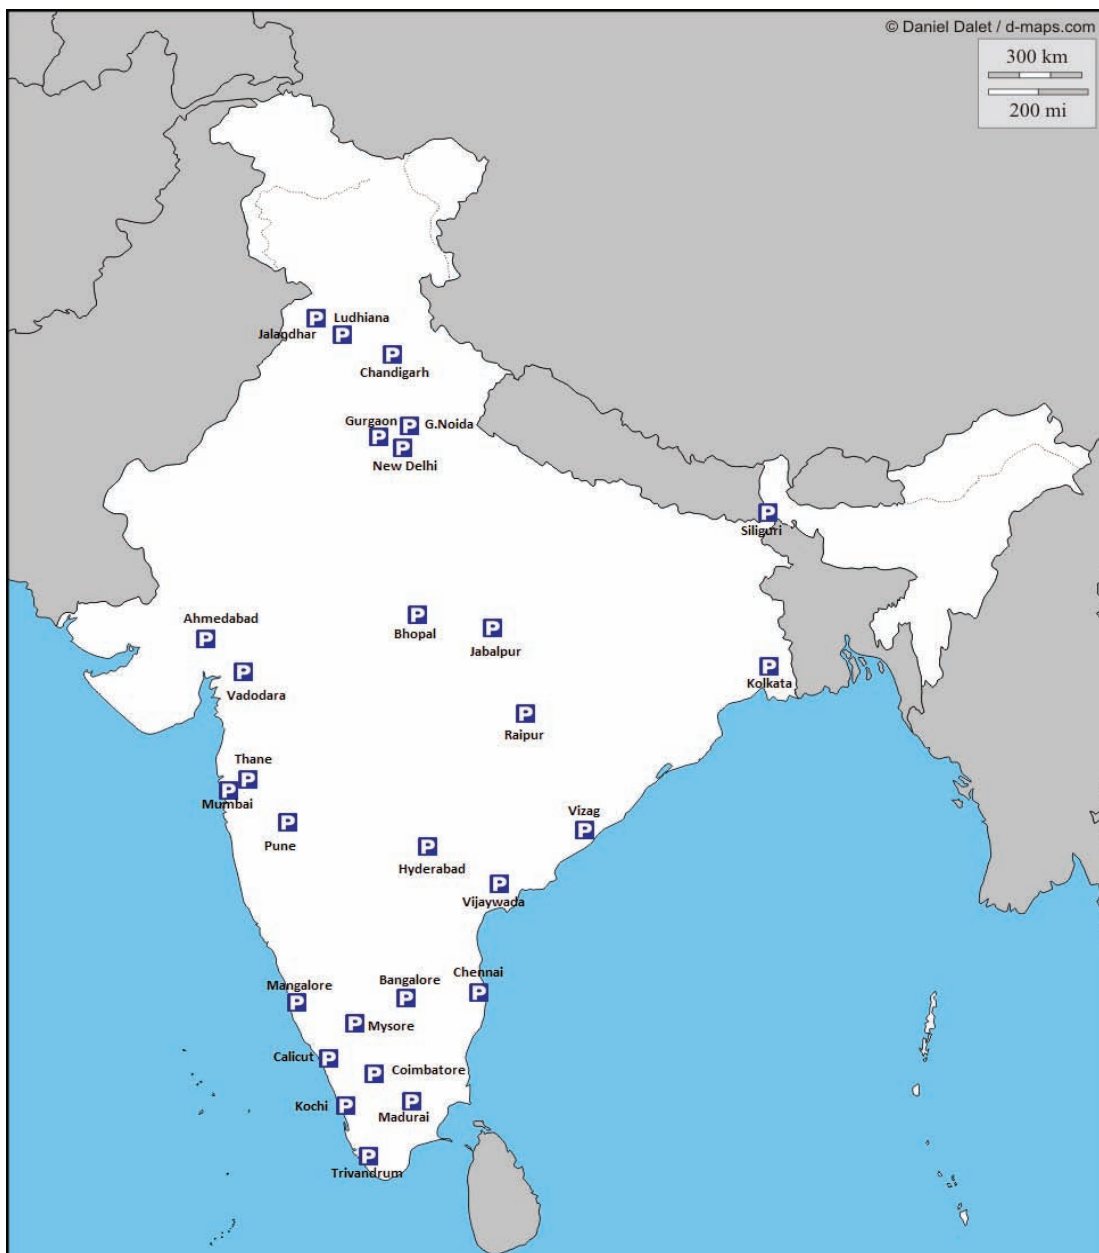 © Daniel Dalet / d-maps.com
300 km
200 mi
P Ludhiana
Jalandhar P
P
Chandigarh
Gurgaon P G.Noida
P P
New Delhi
P
Siliguri
Ahmedabad
P
P
Bhopal
P
Jabalpur
P
Vadodara
P
Kolkata
P
Raipur
Thane
P
P
Mumbai
P
Pune
Vizag
P
P
Hyderabad
P
Vijaywada
Mangalore
P
Bangalore
P
Chennai
P
P
Mysore
Calicut P
P Coimbatore
Kochi P
P
Madurai
P
Trivandrum